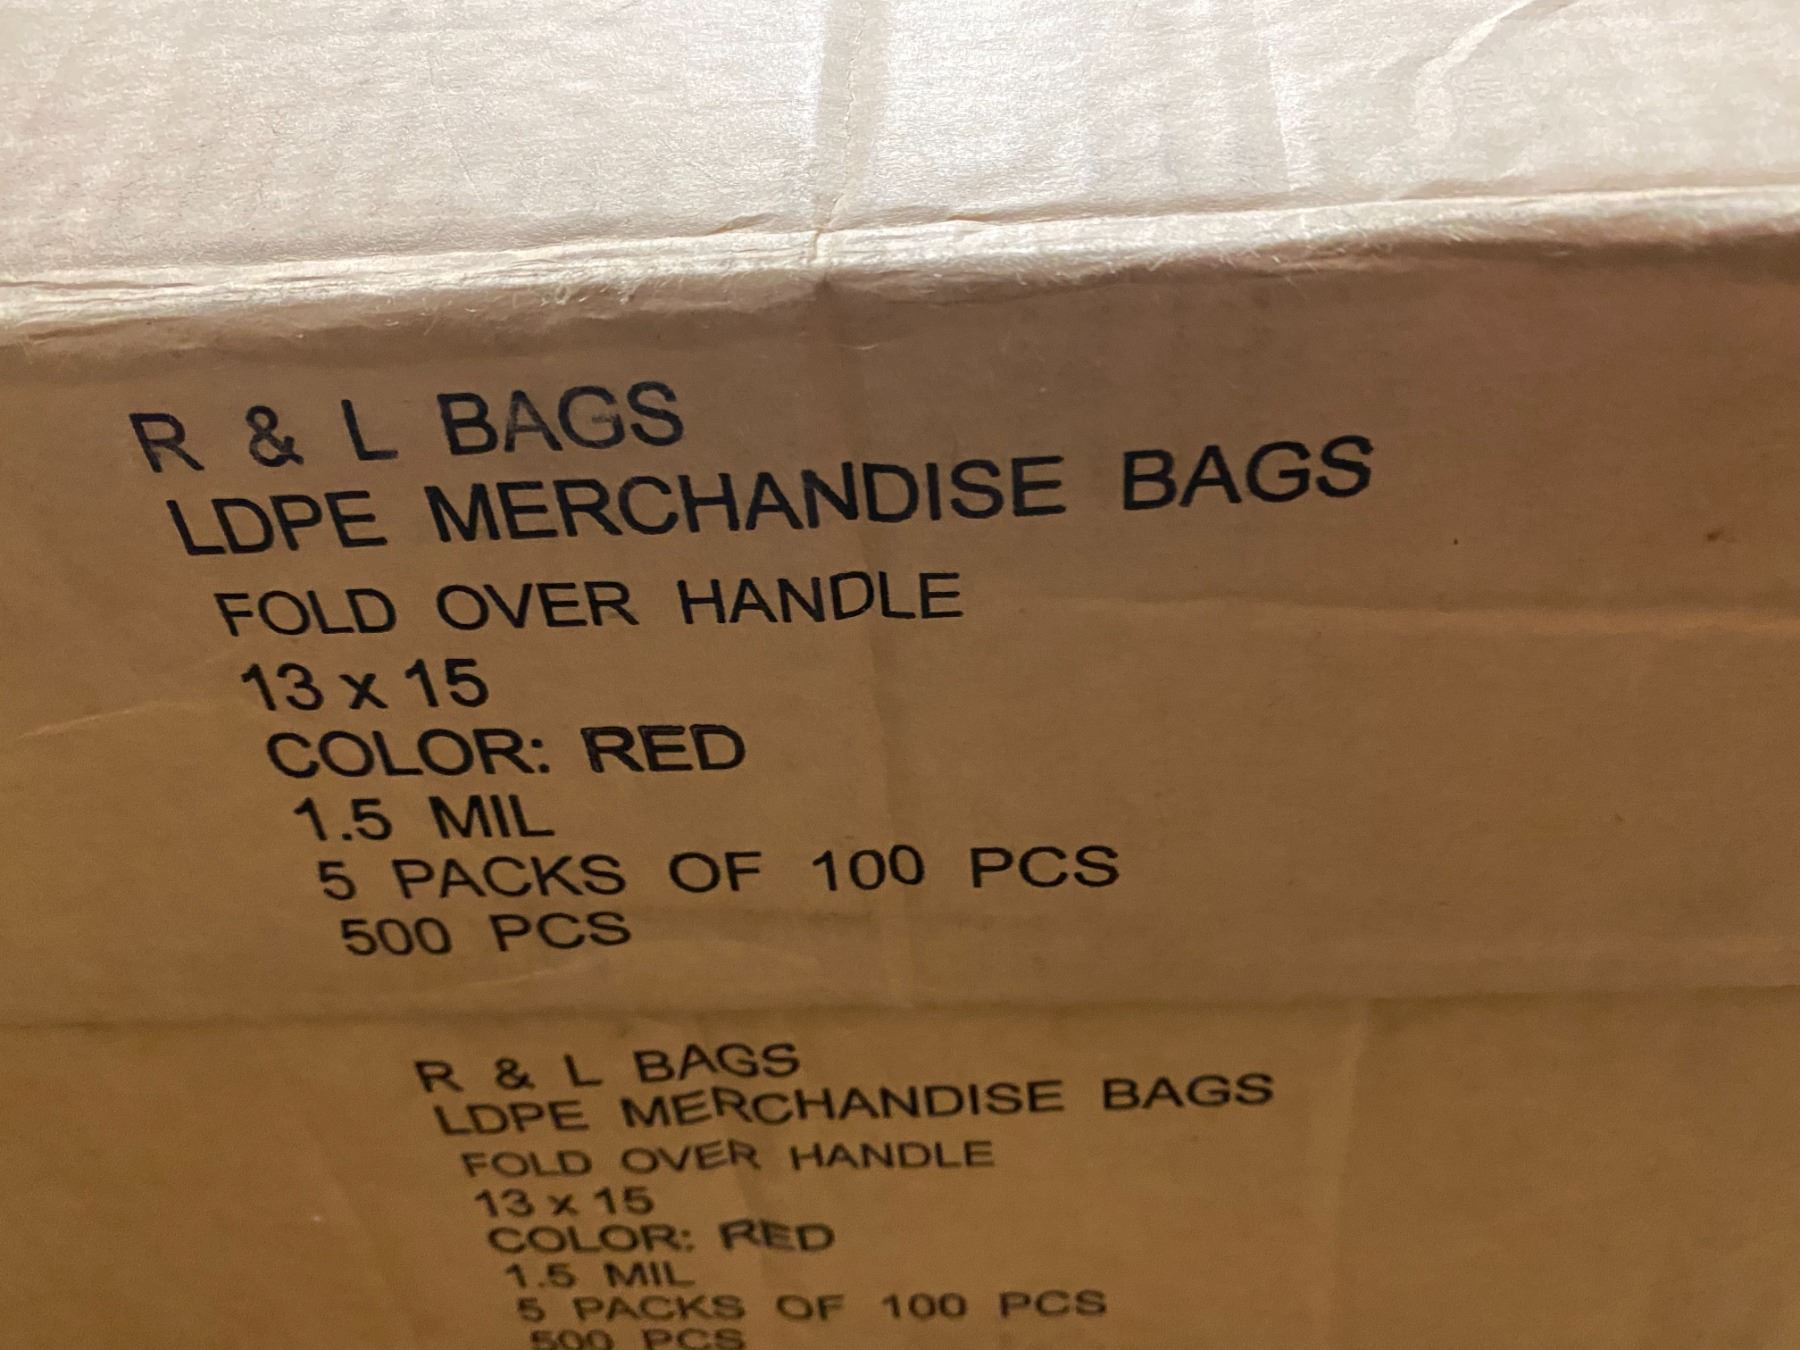 R & L BAGS
LDPE MERCHANDISE BAGS
FOLD OVER HANDLE
13 x 15
COLOR: RED
1.5 MIL
5 PACKS OF 100 PCS
500 PCS
R & L BAGS
LDPE MERCHANDISE BAGS
FOLD OVER HANDLE
13 x 15
COLOR: RED
1.5 MIL
5 PACKS OF 100 PCS
500 PCS